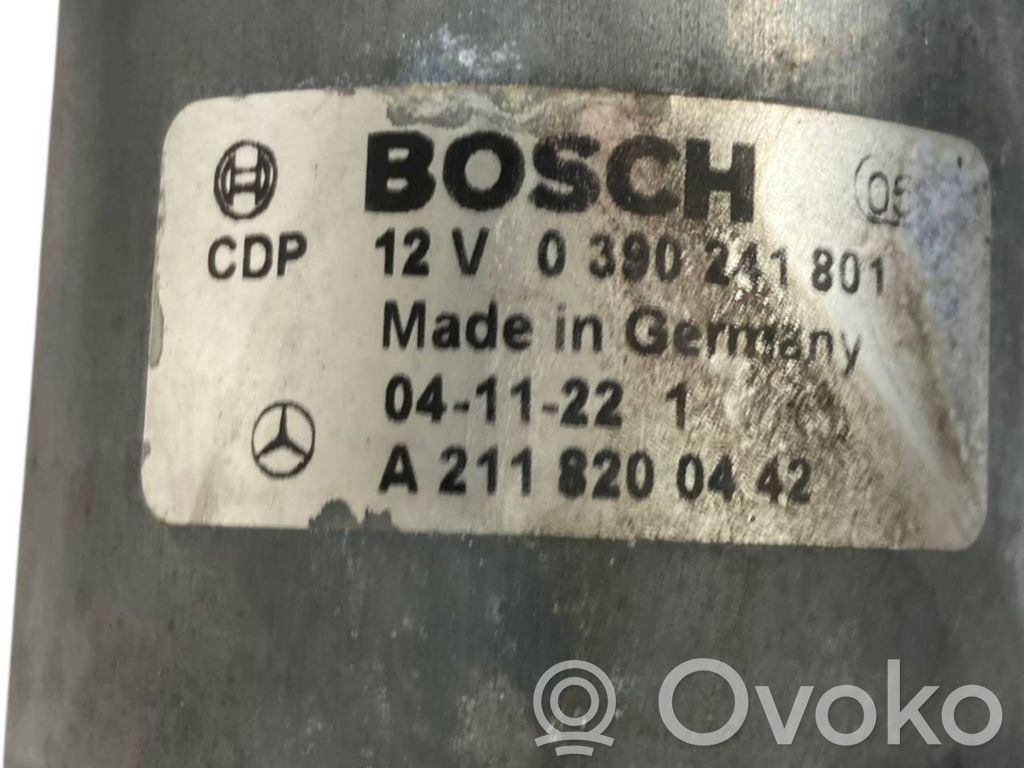 BOSCH 05
CDP 12 V 0 390 241 801
Made in Germany
04-11-22 1
A 211 820 04 42
Ovoko